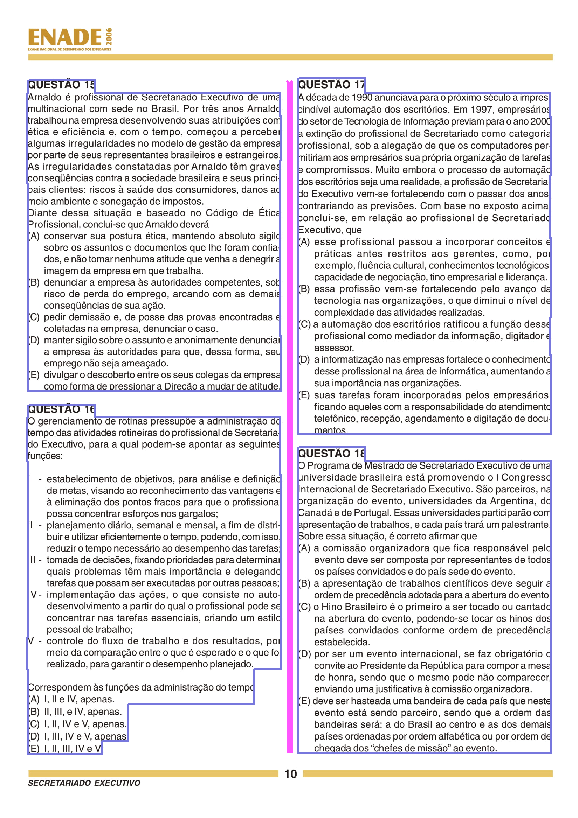 ENADE 2006
EXAME NACIONAL DE DESEMPENHO DOS ESTUDANTES
QUESTÃO 15
Arnaldo é profissional de Secretariado Executivo de uma
multinacional com sede no Brasil. Por três anos Arnaldo
trabalhou na empresa desenvolvendo suas atribuições com
ética e eficiência e, com o tempo, começou a perceber
algumas irregularidades no modelo de gestão da empresa
por parte de seus representantes brasileiros e estrangeiros.
As irregularidades constatadas por Arnaldo têm graves
conseqüências contra a sociedade brasileira e seus princi-
pais clientes: riscos à saúde dos consumidores, danos ao
meio ambiente e sonegação de impostos.
Diante dessa situação e baseado no Código de Ética
Profissional, conclui-se que Arnaldo deverá
(A) conservar sua postura ética, mantendo absoluto sigilo
sobre os assuntos e documentos que lhe foram confia-
dos, e não tomar nenhuma atitude que venha a denegrir a
imagem da empresa em que trabalha.
(B) denunciar a empresa às autoridades competentes, sob
risco de perda do emprego, arcando com as demais
conseqüências de sua ação.
(C) pedir demissão e, de posse das provas encontradas e
coletadas na empresa, denunciar o caso.
(D) manter sigilo sobre o assunto e anonimamente denunciar
a empresa às autoridades para que, dessa forma, seu
emprego não seja ameaçado.
(E) divulgar o descoberto entre os seus colegas da empresa
como forma de pressionar a Direção a mudar de atitude.
QUESTÃO 16
O gerenciamento de rotinas pressupõe a administração do
tempo das atividades rotineiras do profissional de Secretaria-
do Executivo, para a qual podem-se apontar as seguintes
funções:
- estabelecimento de objetivos, para análise e definição
de metas, visando ao reconhecimento das vantagens e
à eliminação dos pontos fracos para que o profissional
possa concentrar esforços nos gargalos;
I - planejamento diário, semanal e mensal, a fim de distri-
buir e utilizar eficientemente o tempo, podendo, com isso,
reduzir o tempo necessário ao desempenho das tarefas;
II - tomada de decisões, fixando prioridades para determinar
quais problemas têm mais importância e delegando
tarefas que possam ser executadas por outras pessoas;
V - implementação das ações, o que consiste no auto-
desenvolvimento a partir do qual o profissional pode se
concentrar nas tarefas essenciais, criando um estilo
pessoal de trabalho;
V - controle do fluxo de trabalho e dos resultados, por
meio da comparação entre o que é esperado e o que foi
realizado, para garantir o desempenho planejado.
Correspondem às funções da administração do tempo
(A) I, II e IV, apenas.
(B) II, III, e IV, apenas.
(C) I, II, IV e V, apenas.
(D) I, III, IV e V, apenas.
(E) I, II, III, IV e V.
QUESTÃO 17
A década de 1990 anunciava para o próximo século a impres-
cindível automação dos escritórios. Em 1997, empresários
do setor de Tecnologia de Informação previam para o ano 2000
a extinção do profissional de Secretariado como categoria
profissional, sob a alegação de que os computadores per-
mitiriam aos empresários sua própria organização de tarefas
e compromissos. Muito embora o processo de automação
dos escritórios seja uma realidade, a profissão de Secretaria-
do Executivo vem-se fortalecendo com o passar dos anos,
contrariando as previsões. Com base no exposto acima,
conclui-se, em relação ao profissional de Secretariado
Executivo, que
(A) esse profissional passou a incorporar conceitos e
práticas antes restritos aos gerentes, como, por
exemplo, fluência cultural, conhecimentos tecnológicos,
capacidade de negociação, tino empresarial e liderança.
(B) essa profissão vem-se fortalecendo pelo avanço da
tecnologia nas organizações, o que diminui o nível de
complexidade das atividades realizadas.
(C) a automação dos escritórios ratificou a função desse
profissional como mediador da informação, digitador e
assessor.
(D) a informatização nas empresas fortalece o conhecimento
desse profissional na área de informática, aumentando a
sua importância nas organizações.
(E) suas tarefas foram incorporadas pelos empresários,
ficando aqueles com a responsabilidade do atendimento
telefônico, recepção, agendamento e digitação de docu-
mentos.
QUESTÃO 18
O Programa de Mestrado de Secretariado Executivo de uma
universidade brasileira está promovendo o I Congresso
Internacional de Secretariado Executivo. São parceiros, na
organização do evento, universidades da Argentina, do
Canadá e de Portugal. Essas universidades participarão com
apresentação de trabalhos, e cada país trará um palestrante.
Sobre essa situação, é correto afirmar que
(A) a comissão organizadora que fica responsável pelo
evento deve ser composta por representantes de todos
os países convidados e do país sede do evento.
(B) a apresentação de trabalhos científicos deve seguir a
ordem de precedência adotada para a abertura do evento.
(C) o Hino Brasileiro é o primeiro a ser tocado ou cantado
na abertura do evento, podendo-se tocar os hinos dos
países convidados conforme ordem de precedência
estabelecida.
(D) por ser um evento internacional, se faz obrigatório o
convite ao Presidente da República para compor a mesa
de honra, sendo que o mesmo pode não comparecer,
enviando uma justificativa à comissão organizadora.
(E) deve ser hasteada uma bandeira de cada país que neste
evento está sendo parceiro, sendo que a ordem das
bandeiras será: a do Brasil ao centro e as dos demais
países ordenadas por ordem alfabética ou por ordem de
chegada dos “chefes de missão” ao evento.
10
SECRETARIADO EXECUTIVO